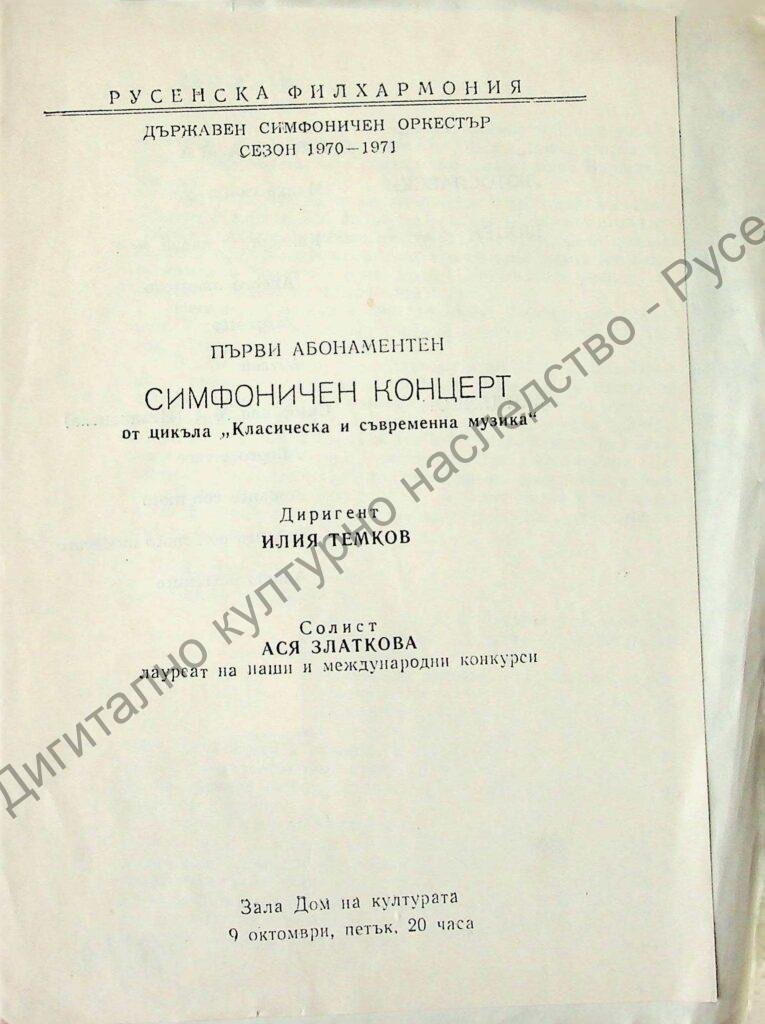 РУСЕНСКА ФИЛХАРМОНИЯ
ДЪРЖАВЕН СИМФОНИЧЕН ОРКЕСТЪР
СЕЗОН 1970—1971
ПЪРВИ АБОНАМЕНТЕН
СИМФОНИЧЕН КОНЦЕРТ
от цикъла „Класическа и съвременна музика“
Диригент
ИЛИЯ ТЕМКОВ
Солист
АСЯ ЗЛАТКОВА
лауреат на наши и международни конкурси
Зала Дом на културата
9 октомври, петък, 20 часа
Дигитално културно наследство - Русе